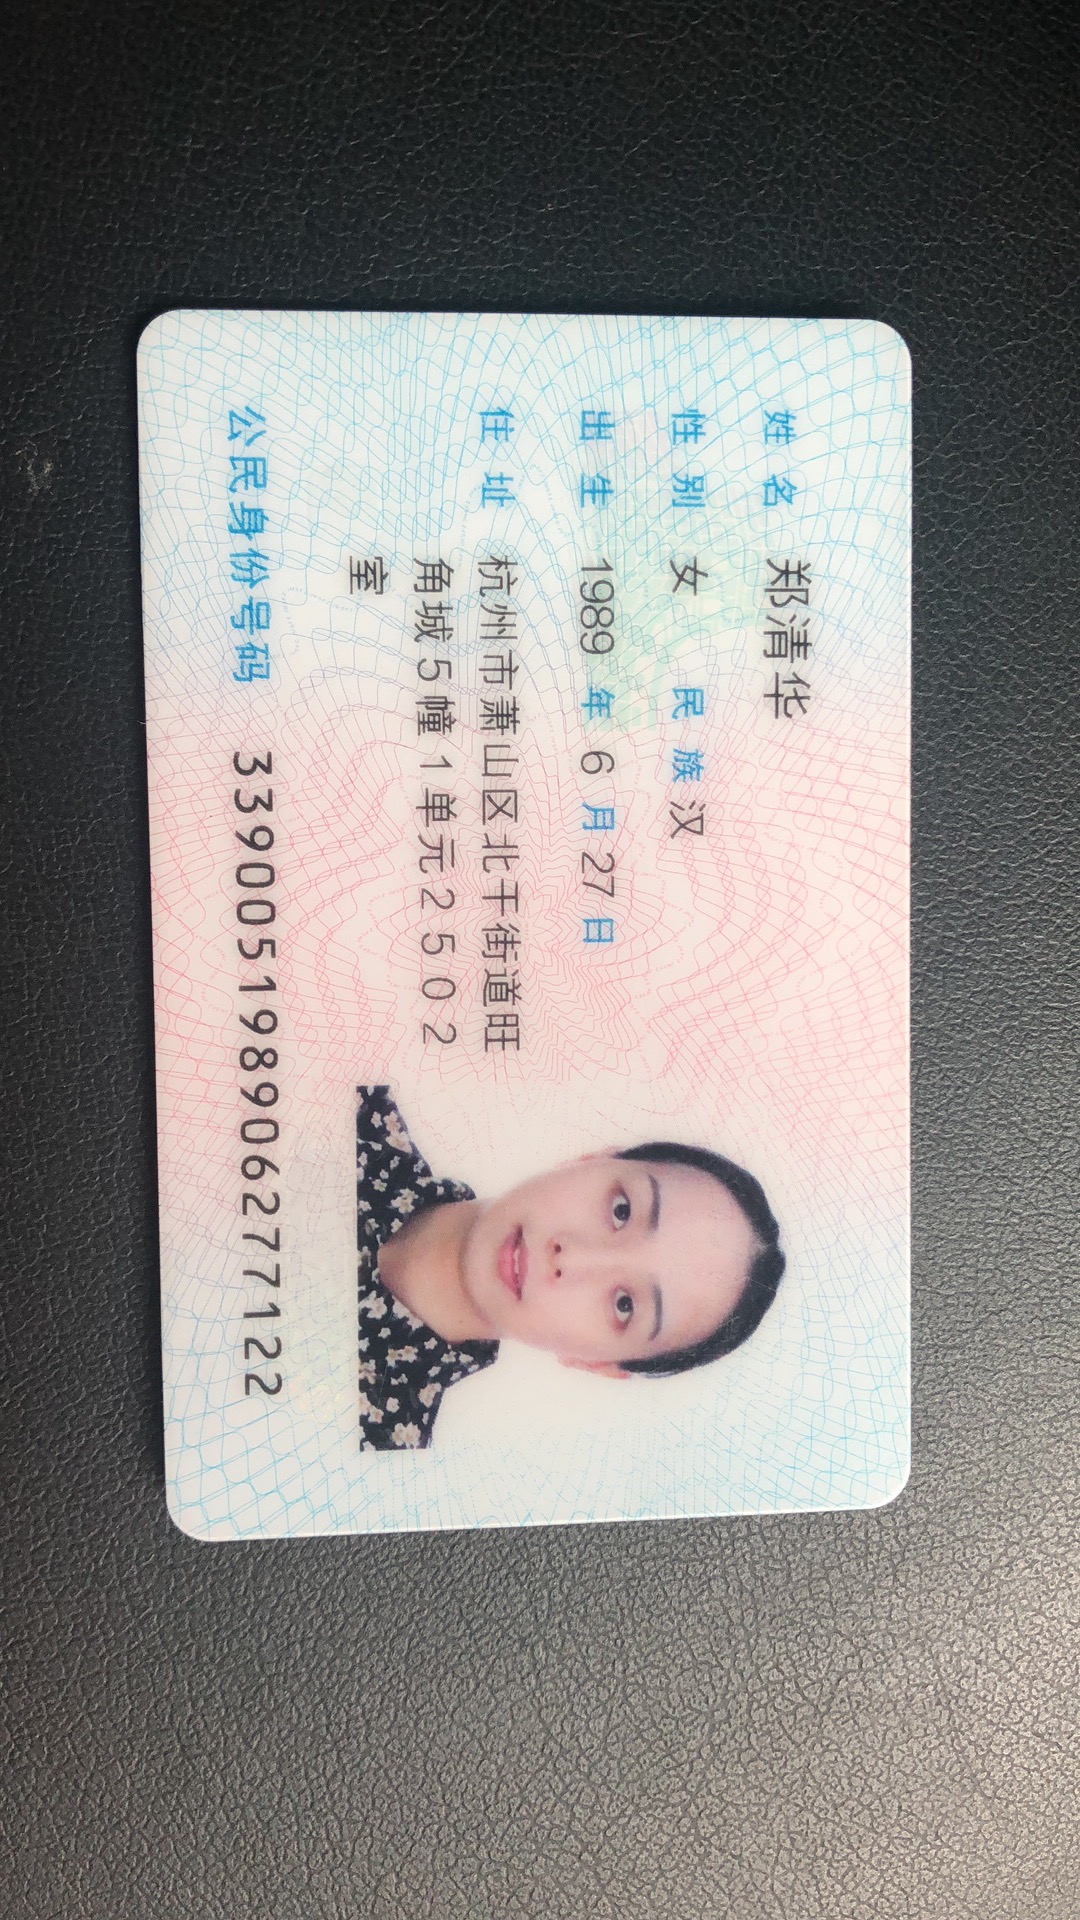 姓名 郑清华
性别 女 民族 汉
出生 1989 年 6 月 27 日
住址 杭州市萧山区北干街道旺
角城5幢1单元2502
室
公民身份号码 339005198906277122